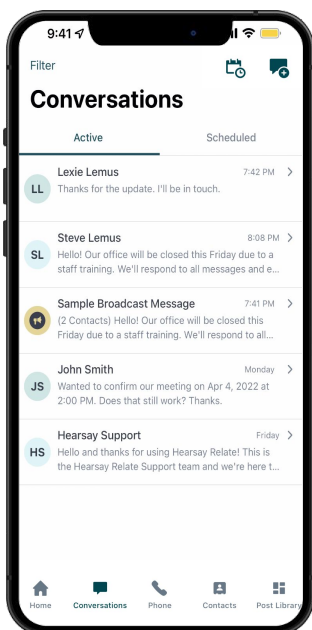 9:41
Filter
Conversations
Active Scheduled
Lexie Lemus 7:42 PM
LL
Thanks for the update. I'll be in touch.
Steve Lemus 8:08 PM
SL
Hello! Our office will be closed this Friday due to a
staff training. We'll respond to all messages and e...
Sample Broadcast Message 7:41 PM
(2 Contacts) Hello! Our office will be closed this
Friday due to a staff training. We'll respond to all...
John Smith Monday
JS
Wanted to confirm our meeting on Apr 4, 2022 at
2:00 PM. Does that still work? Thanks.
Hearsay Support Friday
HS
Hello and thanks for using Hearsay Relate! This is
the Hearsay Relate Support team and we're here t...
Home Conversations Phone Contacts Post Library